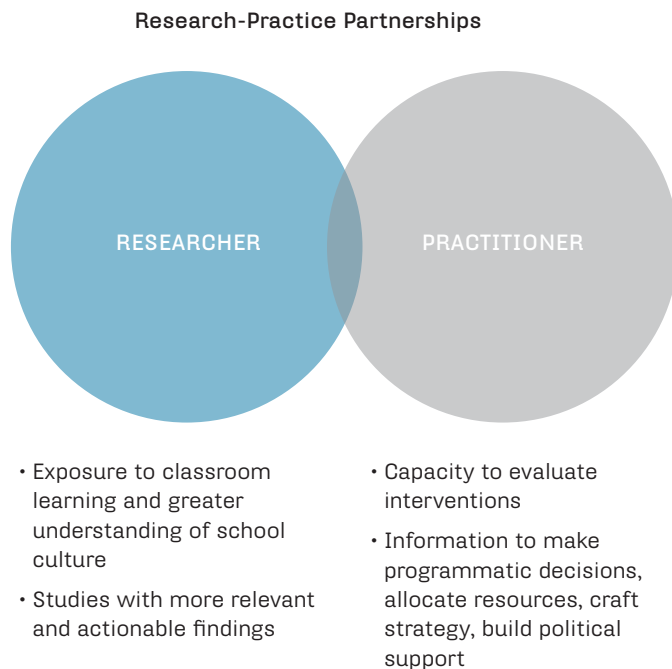 Research-Practice Partnerships
RESEARCHER
PRACTITIONER
• Exposure to classroom
learning and greater
understanding of school
culture
• Studies with more relevant
and actionable findings
• Capacity to evaluate
interventions
• Information to make
programmatic decisions,
allocate resources, craft
strategy, build political
support